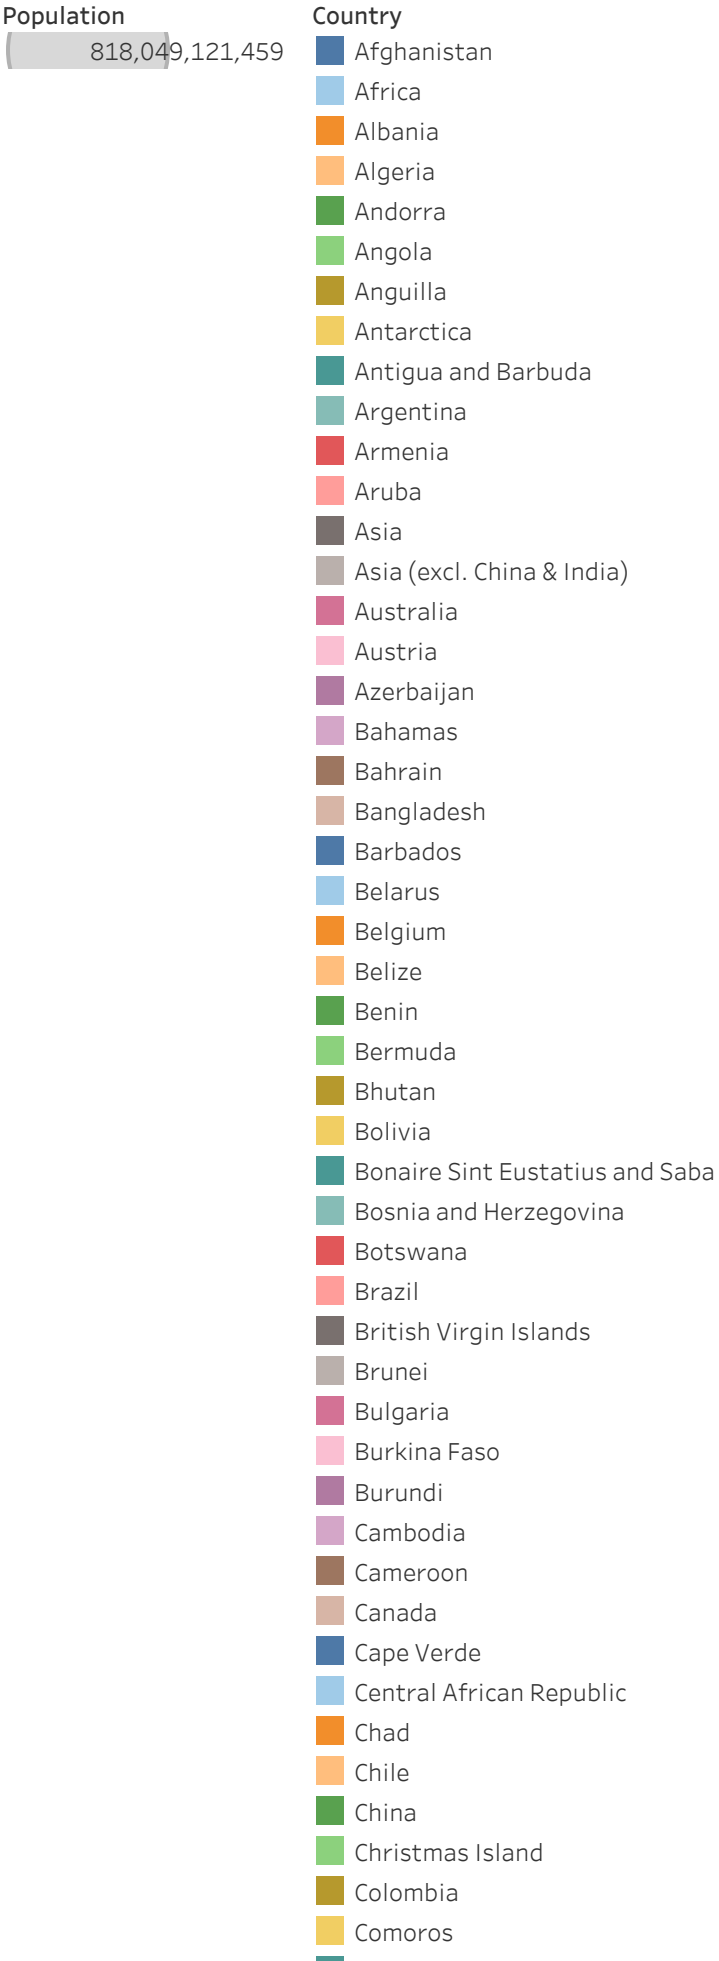 Population
818,049,121,459
Country
Afghanistan
Africa
Albania
Algeria
Andorra
Angola
Anguilla
Antarctica
Antigua and Barbuda
Argentina
Armenia
Aruba
Asia
Asia (excl. China & India)
Australia
Austria
Azerbaijan
Bahamas
Bahrain
Bangladesh
Barbados
Belarus
Belgium
Belize
Benin
Bermuda
Bhutan
Bolivia
Bonaire Sint Eustatius and Saba
Bosnia and Herzegovina
Botswana
Brazil
British Virgin Islands
Brunei
Bulgaria
Burkina Faso
Burundi
Cambodia
Cameroon
Canada
Cape Verde
Central African Republic
Chad
Chile
China
Christmas Island
Colombia
Comoros